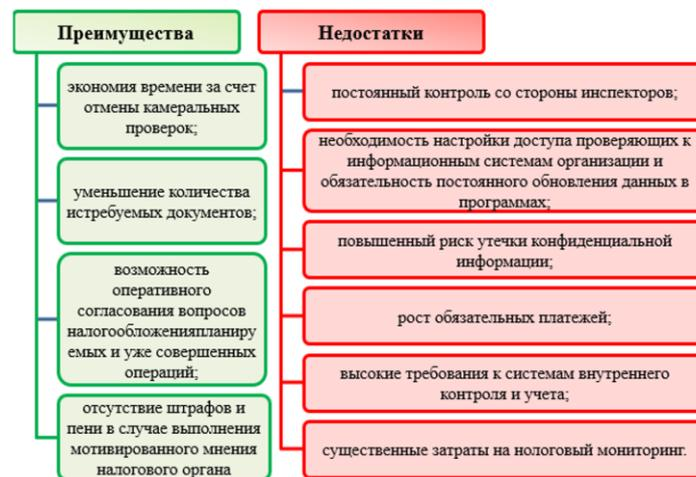 Преимущества
экономия времени за счет
отмены камеральных
проверок;
уменьшение количества
истребуемых документов;
возможность
оперативного
согласования вопросов
налогообложенияпланиру
емых и уже совершенных
операций;
отсутствие штрафов и
пени в случае выполнения
мотивированного мнения
налогового органа
Недостатки
постоянный контроль со стороны инспекторов;
необходимость настройки доступа проверяющих к
информационным системам организации и
обязательность постоянного обновления данных в
программах;
повышенный риск утечки конфиденциальной
информации;
рост обязательных платежей;
высокие требования к системам внутреннего
контроля и учета;
существенные затраты на нологовый мониторинг.